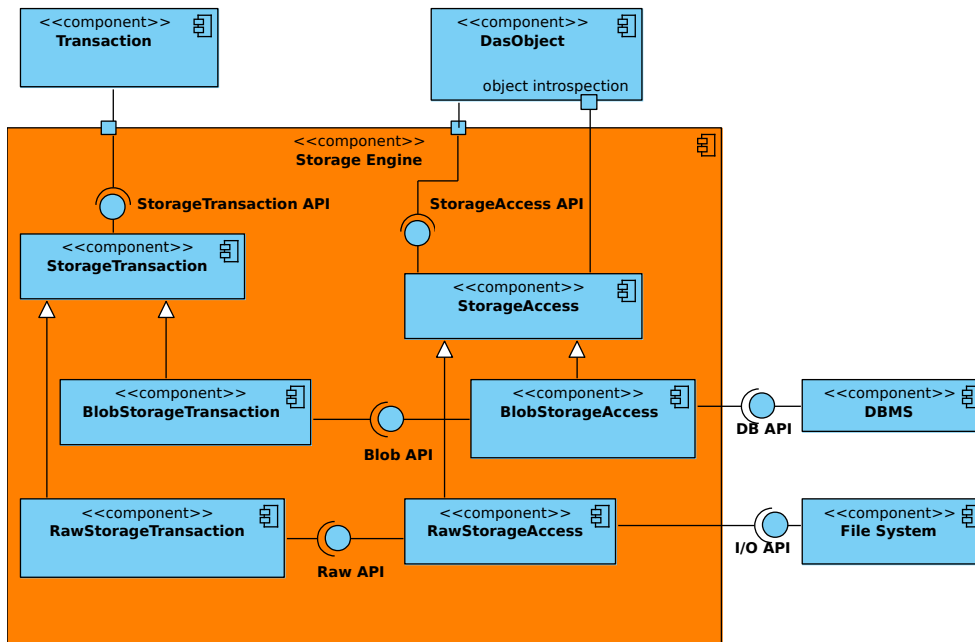 <<component>>
Transaction
<<component>>
DasObject
object introspection
<<component>>
Storage Engine
StorageTransaction API
StorageAccess API
<<component>>
StorageTransaction
<<component>>
StorageAccess
<<component>>
BlobStorageTransaction
<<component>>
BlobStorageAccess
<<component>>
DBMS
Blob API
DB API
<<component>>
RawStorageTransaction
<<component>>
RawStorageAccess
<<component>>
File System
Raw API
I/O API